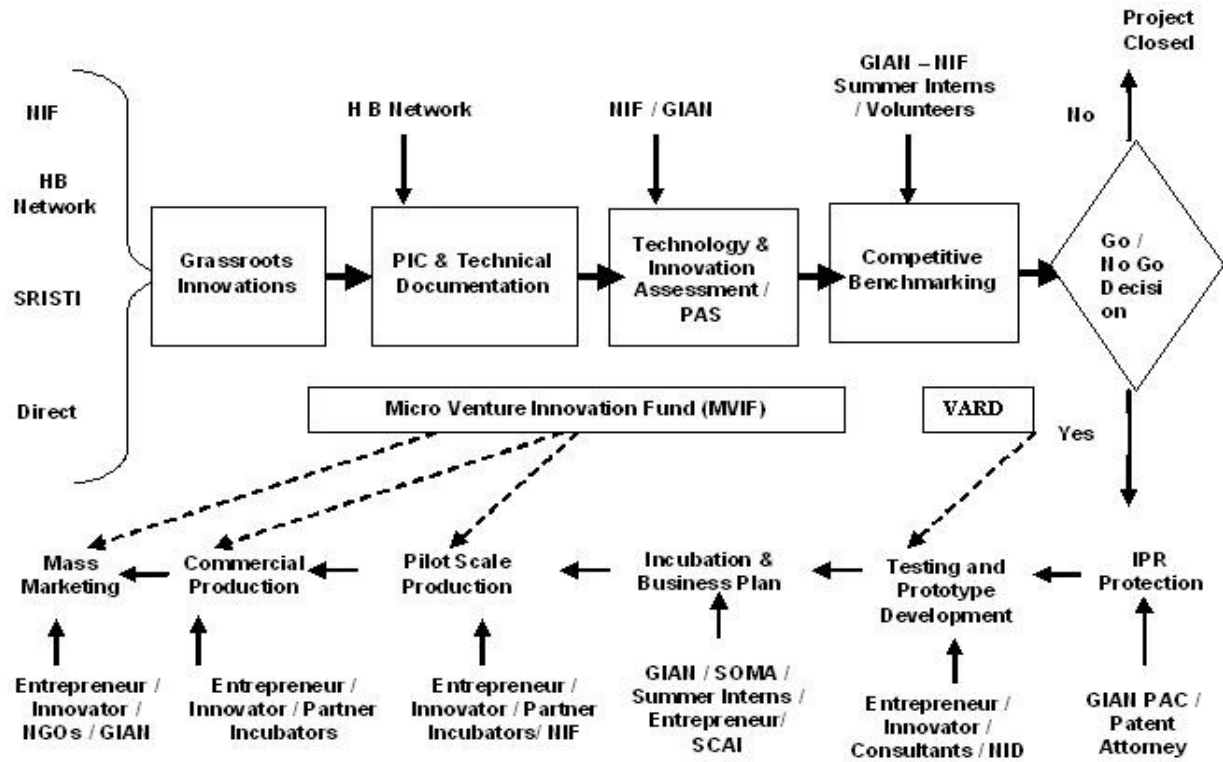 Project
Closed
GIAN – NIF
Summer Interns
/ Volunteers
NIF
H B Network
NIF / GIAN
No
HB
Network
Grassroots
Innovations
PIC & Technical
Documentation
Technology &
Innovation
Assessment /
PAS
Competitive
Benchmarking
Go /
No Go
Decisi
on
SRISTI
Direct
Micro Venture Innovation Fund (MVIF)
VARD
Yes
Mass
Marketing
Commercial
Production
Pilot Scale
Production
Incubation &
Business Plan
Testing and
Prototype
Development
IPR
Protection
Entrepreneur /
Innovator /
NGOs / GIAN
Entrepreneur /
Innovator / Partner
Incubators
Entrepreneur /
Innovator / Partner
Incubators/ NIF
GIAN / SOMA /
Summer Interns /
Entrepreneur/
SCAI
Entrepreneur /
Innovator /
Consultants / NID
GIAN PAC /
Patent
Attorney